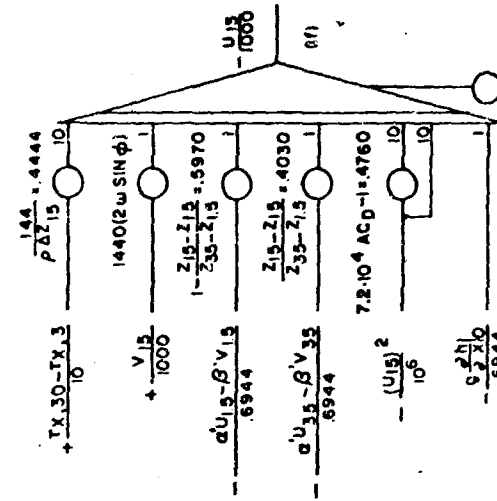 - U15/1000
(1f)
144/ρΔZ15 = .4444
10
1440(2ω SIN φ)
1
1 - Z15-Z1.5/Z35-Z1.5 = .5970
1
Z15-Z1.5/Z35-Z1.5 = .4030
1
7.2·10⁴ ACD-1=.4760
10
10
1
+ Tx,30-Tx,3/10
+ V15/1000
- α'U1.5-β'V1.5/.6944
- α'U35-β'V35/.6944
- (U15)²/10⁶
-
.6944